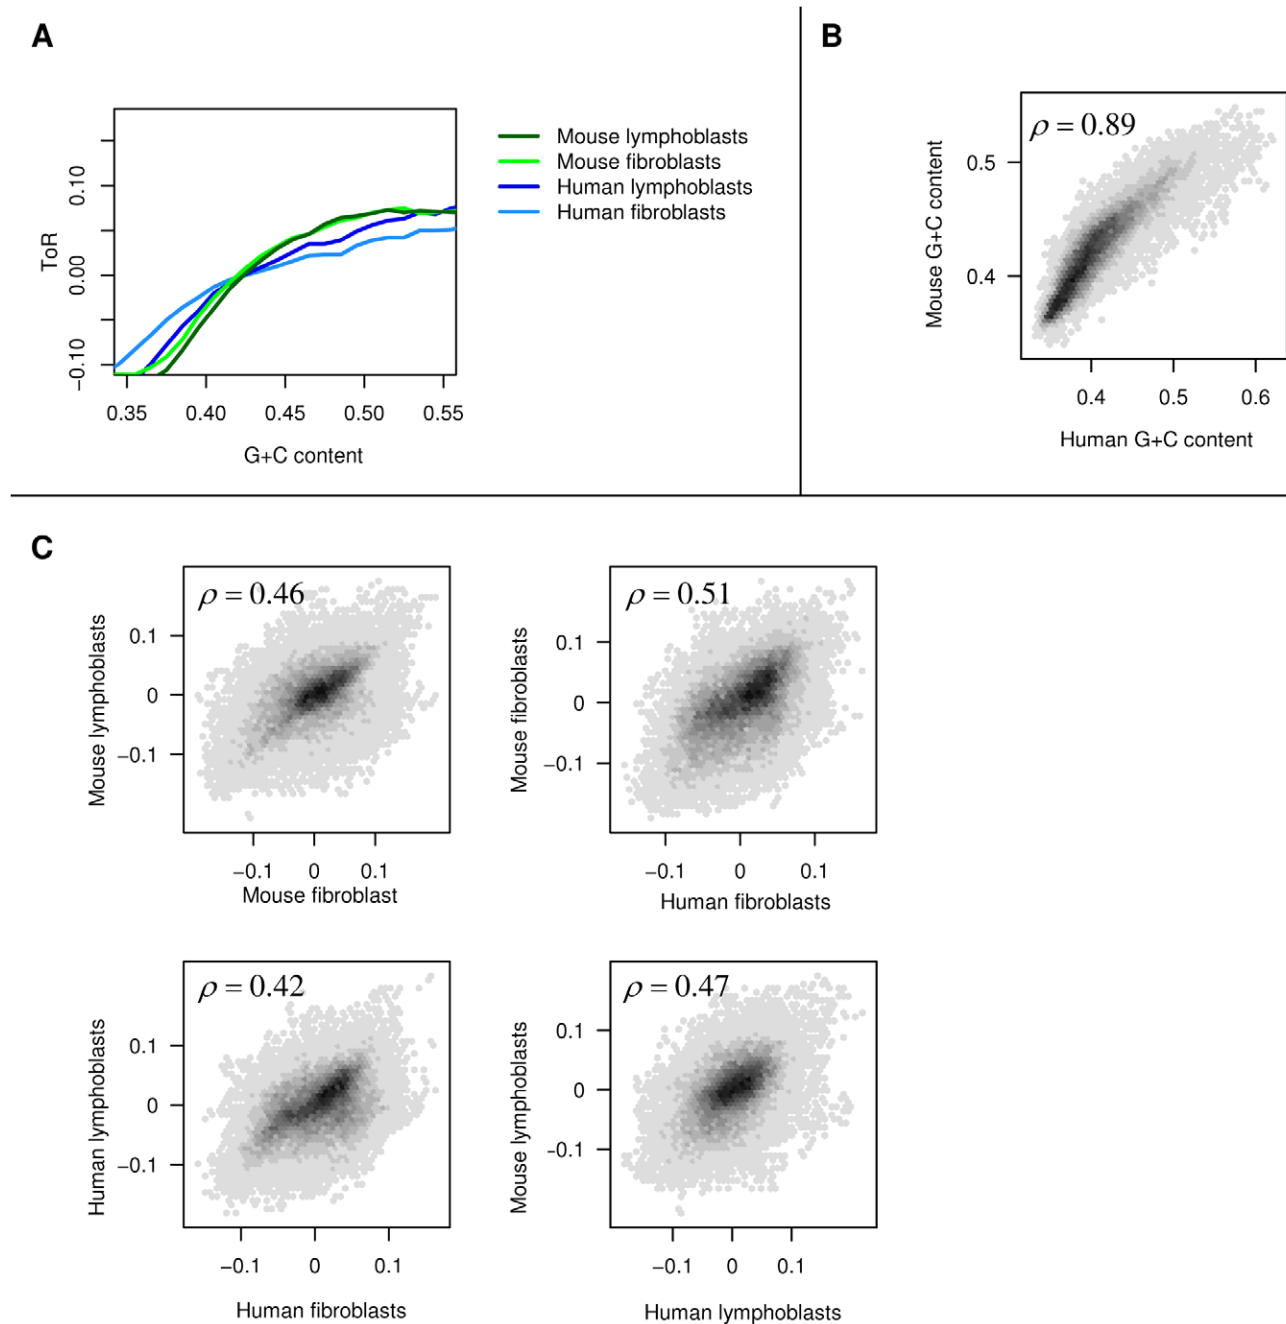 A
B
Mouse lymphoblasts
Mouse fibroblasts
Human lymphoblasts
Human fibroblasts
ToR
0.10
0.00
−0.10
0.35 0.40 0.45 0.50 0.55
G+C content
ρ = 0.89
Mouse G+C content
0.5
0.4
0.4 0.5 0.6
Human G+C content
C
ρ = 0.46
Mouse lymphoblasts
0.1
0
−0.1
−0.1 0 0.1
Mouse fibroblast
ρ = 0.51
Mouse fibroblasts
0.1
0
−0.1
−0.1 0 0.1
Human fibroblasts
ρ = 0.42
Human lymphoblasts
0.1
0
−0.1
−0.1 0 0.1
Human fibroblasts
ρ = 0.47
Mouse lymphoblasts
0.1
0
−0.1
−0.1 0 0.1
Human lymphoblasts